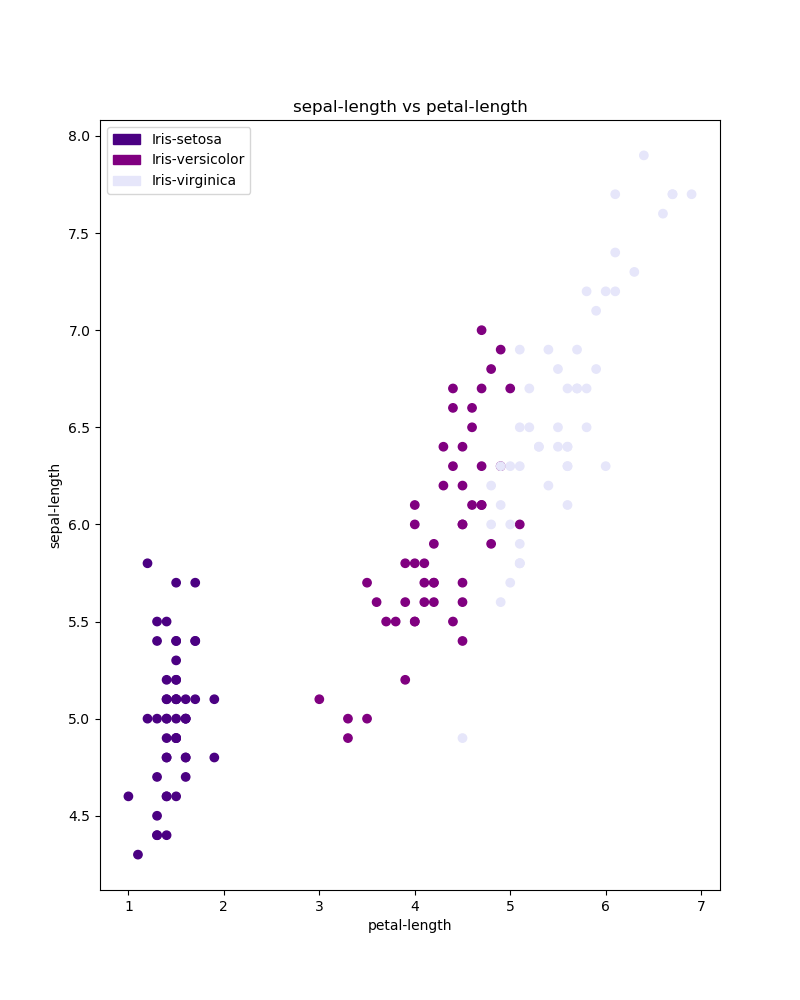 sepal-length vs petal-length
Iris-setosa
Iris-versicolor
Iris-virginica
8.0
7.5
7.0
6.5
6.0
5.5
5.0
4.5
sepal-length
1 2 3 4 5 6 7
petal-length